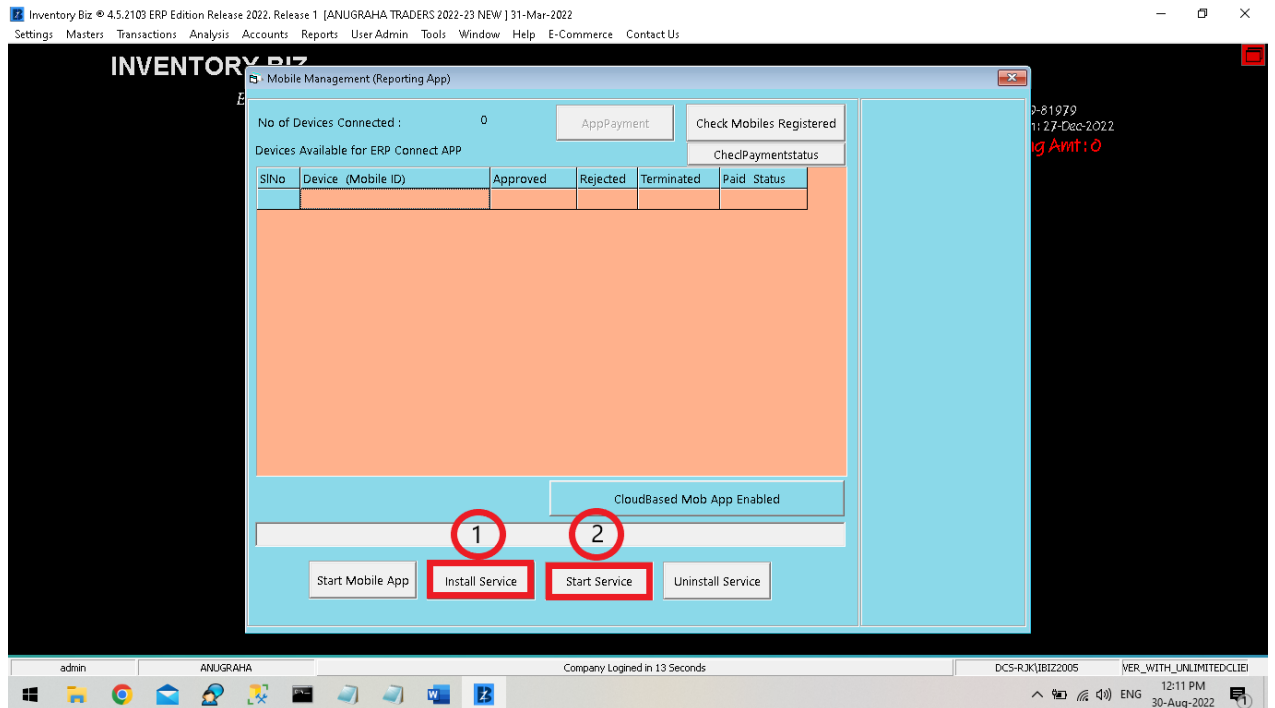 Inventory Biz ® 4.5.2103 ERP Edition Release 2022. Release 1 [ANUGRAHA TRADERS 2022-23 NEW ] 31-Mar-2022
Settings Masters Transactions Analysis Accounts Reports User Admin Tools Window Help E-Commerce Contact Us
INVENTORY BIZ
Mobile Management (Reporting App)
E
9-81979
No of Devices Connected : 0 AppPayment Check Mobiles Registered
: 27-Dec-2022
Devices Available for ERP Connect APP CheclPaymentstatus
Amt: 0
SlNo Device (Mobile ID) Approved Rejected Terminated Paid Status
CloudBased Mob App Enabled
1 2
Start Mobile App Install Service Start Service Uninstall Service
admin ANUGRAHA Company Logined in 13 Seconds DCS-RJK\IBIZ2005 VER_WITH_UNLIMITEDCLIEI
ENG 12:11 PM
30-Aug-2022 1